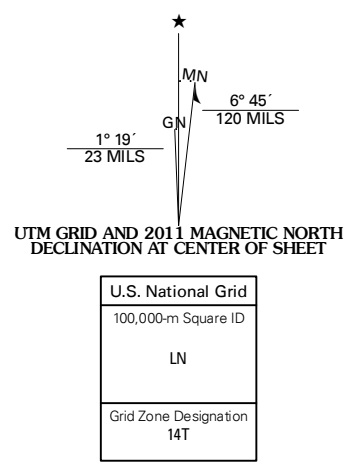 ★
MN
GN
6° 45´
120 MILS
1° 19´
23 MILS
UTM GRID AND 2011 MAGNETIC NORTH
DECLINATION AT CENTER OF SHEET
U.S. National Grid
100,000-m Square ID
LN
Grid Zone Designation
14T